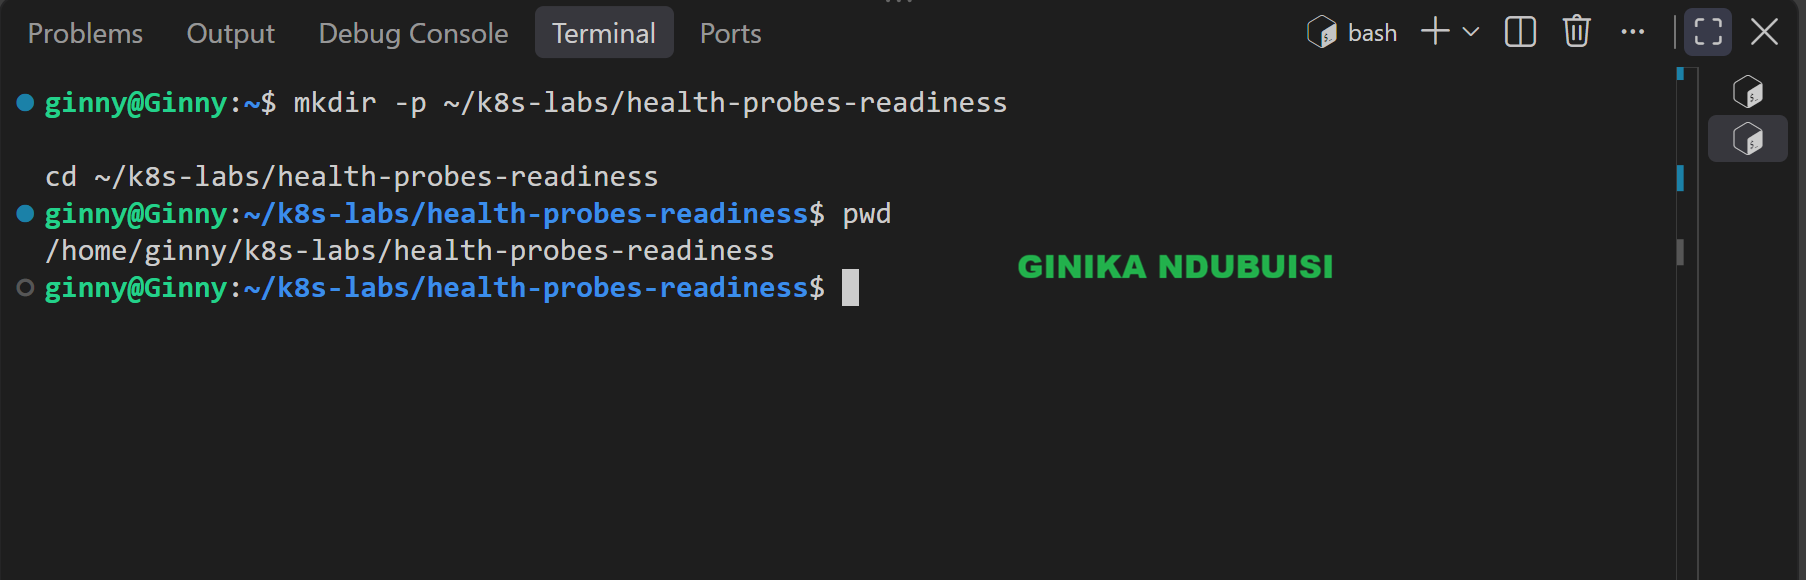 Problems Output Debug Console Terminal Ports bash
ginny@Ginny:~$ mkdir -p ~/k8s-labs/health-probes-readiness
cd ~/k8s-labs/health-probes-readiness
ginny@Ginny:~/k8s-labs/health-probes-readiness$ pwd
/home/ginny/k8s-labs/health-probes-readiness
GINIKA NDUBUISI
ginny@Ginny:~/k8s-labs/health-probes-readiness$